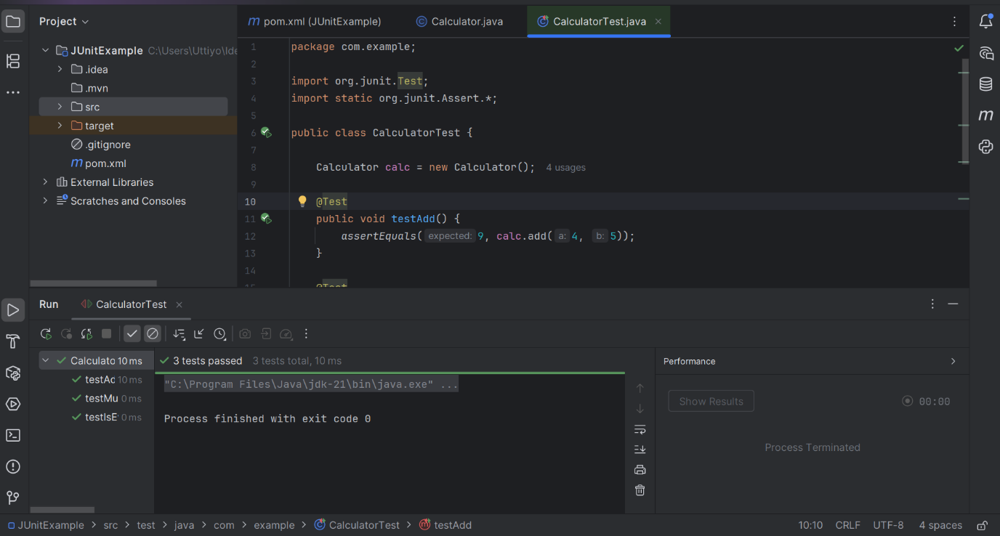 Project
m pom.xml (JUnitExample)
Calculator.java
CalculatorTest.java
JUnitExample C:\Users\Uttiyo\Ide
.idea
.mvn
src
target
.gitignore
m pom.xml
External Libraries
Scratches and Consoles
1 package com.example;
2
3 import org.junit.Test;
4 import static org.junit.Assert.*;
5
6 public class CalculatorTest {
7
8 Calculator calc = new Calculator(); 4 usages
9
10 @Test
11 public void testAdd() {
12 assertEquals( expected: 9, calc.add( a: 4, b: 5));
13 }
14
15 @Test
m
Run
CalculatorTest
Calculato 10 ms
testAc 10 ms
testMu 0 ms
testIsE 0 ms
3 tests passed 3 tests total, 10 ms
"C:\Program Files\Java\jdk-21\bin\java.exe" ...
Process finished with exit code 0
Performance
Show Results
00:00
Process Terminated
JUnitExample > src > test > java > com > example > CalculatorTest > testAdd
10:10 CRLF UTF-8 4 spaces